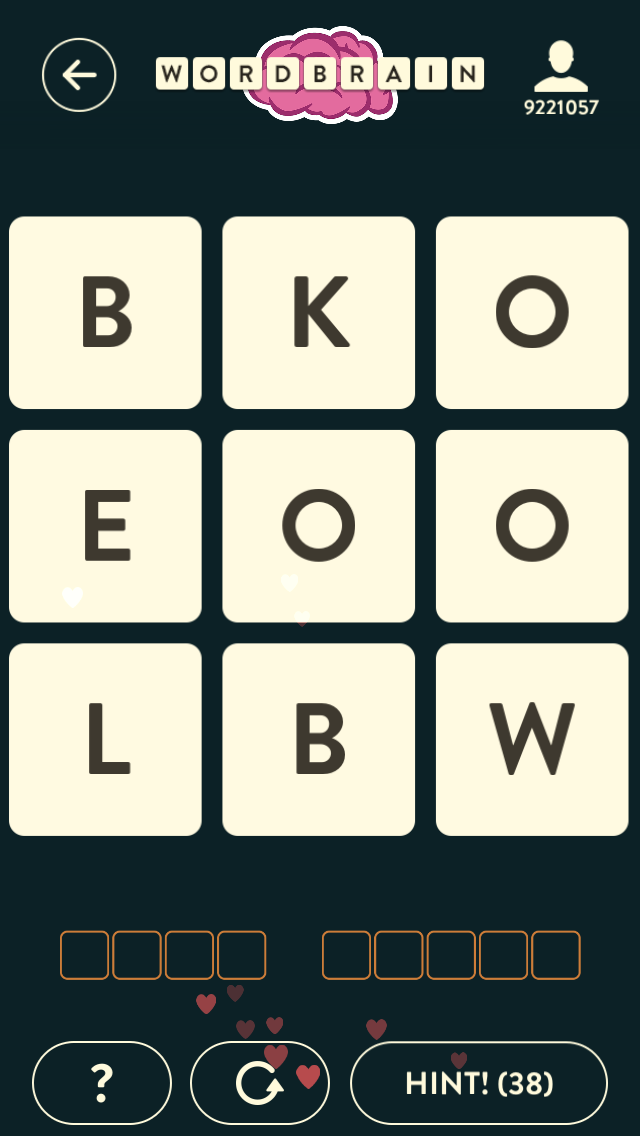 WORDBRAIN
9221057
B K O
E O O
L B W
?
HINT! (38)